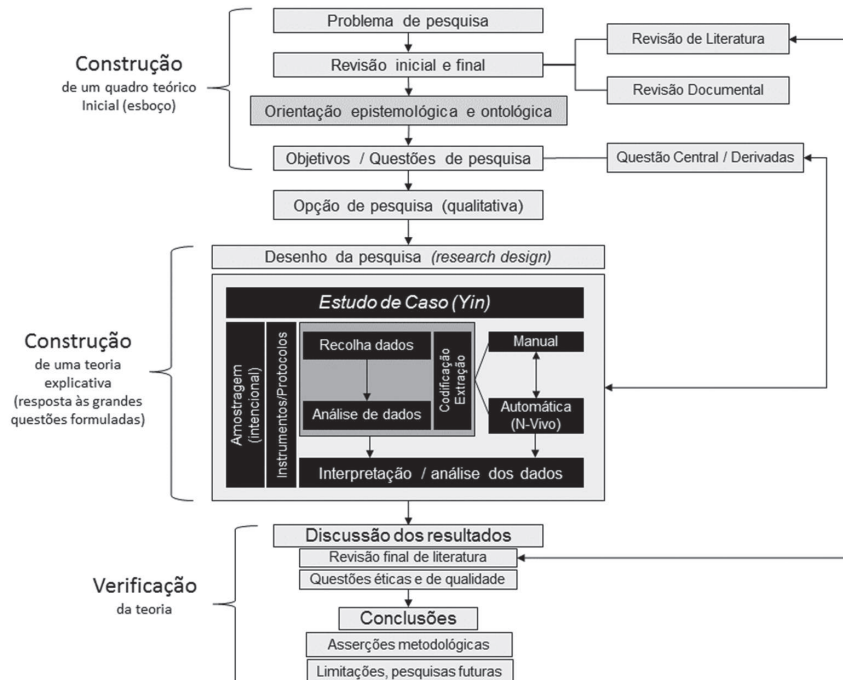 Problema de pesquisa
Revisão inicial e final
Revisão de Literatura
Revisão Documental
Construção
de um quadro teórico
Inicial (esboço)
Orientação epistemológica e ontológica
Objetivos / Questões de pesquisa
Questão Central / Derivadas
Opção de pesquisa (qualitativa)
Desenho da pesquisa (research design)
Estudo de Caso (Yin)
Construção
de uma teoria
explicativa
(resposta às grandes
questões formuladas)
Amostragem
(intencional)
Instrumentos/Protocolos
Recolha dados
Análise de dados
Codificação
Extração
Manual
Automática
(N-Vivo)
Interpretação / análise dos dados
Verificação
da teoria
Discussão dos resultados
Revisão final de literatura
Questões éticas e de qualidade
Conclusões
Asserções metodológicas
Limitações, pesquisas futuras